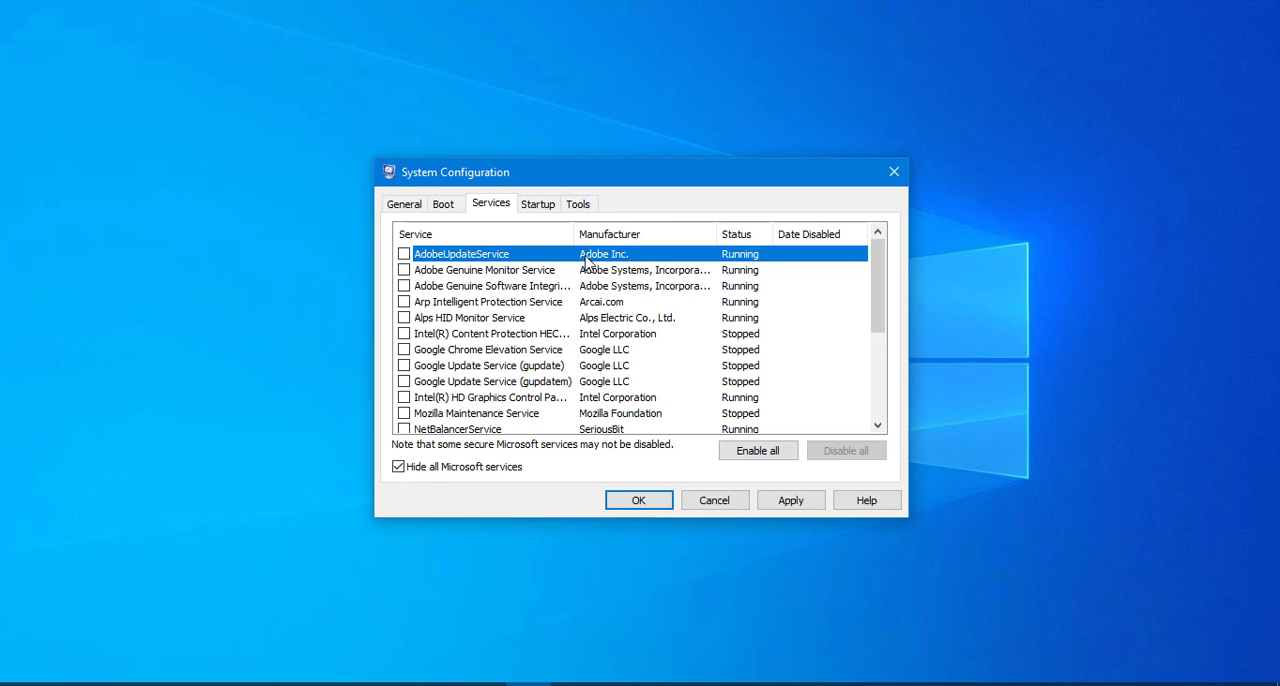 System Configuration
General Boot Services Startup Tools
Service Manufacturer Status Date Disabled
AdobeUpdateService Adobe Inc. Running
Adobe Genuine Monitor Service Adobe Systems, Incorpora... Running
Adobe Genuine Software Integri... Adobe Systems, Incorpora... Running
Arp Intelligent Protection Service Arcai.com Running
Alps HID Monitor Service Alps Electric Co., Ltd. Running
Intel(R) Content Protection HEC... Intel Corporation Stopped
Google Chrome Elevation Service Google LLC Stopped
Google Update Service (gupdate) Google LLC Stopped
Google Update Service (gupdatem) Google LLC Stopped
Intel(R) HD Graphics Control Pa... Intel Corporation Running
Mozilla Maintenance Service Mozilla Foundation Stopped
NetBalancerService SeriousBit Running
Note that some secure Microsoft services may not be disabled.
Enable all Disable all
Hide all Microsoft services
OK Cancel Apply Help